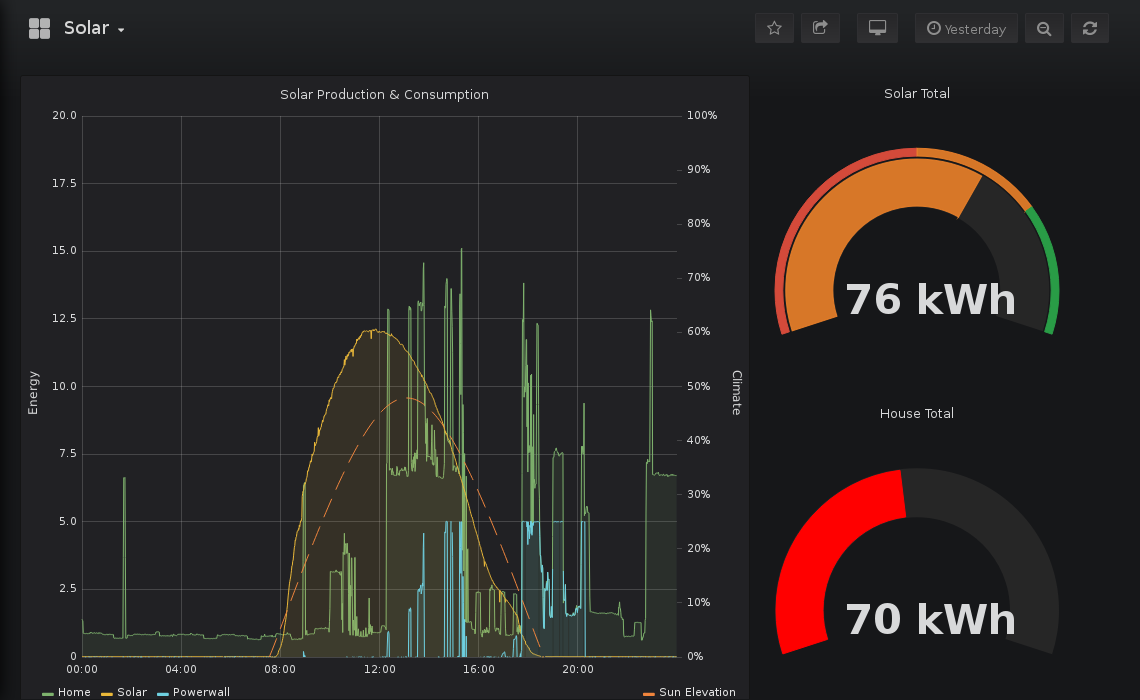 Solar
Yesterday
Solar Production & Consumption
20.0
17.5
15.0
12.5
10.0
7.5
5.0
2.5
0
Energy
100%
90%
80%
70%
60%
50%
40%
30%
20%
10%
0%
Climate
00:00 04:00 08:00 12:00 16:00 20:00
Home Solar Powerwall Sun Elevation
Solar Total
76 kWh
House Total
70 kWh